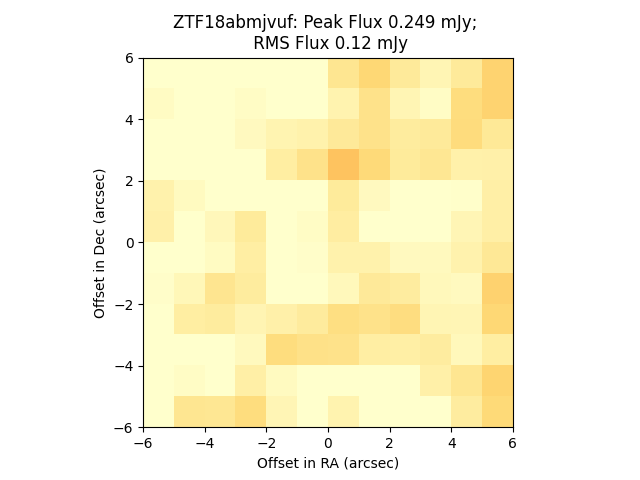 ZTF18abmjvuf: Peak Flux 0.249 mJy;
RMS Flux 0.12 mJy
6
4
2
0
−2
−4
−6
Offset in Dec (arcsec)
−6 −4 −2 0 2 4 6
Offset in RA (arcsec)